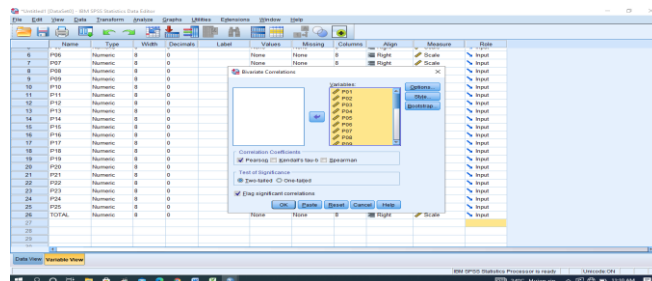 *Untitled1 [DataSet0] - IBM SPSS Statistics Data Editor
File Edit View Data Transform Analyze Graphs Utilities Extensions Window Help
Name Type Width Decimals Label Values Missing Columns Align Measure Role
6 P06 Numeric 8 0 None None 8 Right Scale Input
7 P07 Numeric 8 0 None None 8 Right Scale Input
8 P08 Numeric 8 0 Input
9 P09 Numeric 8 0 Input
10 P10 Numeric 8 0 Input
11 P11 Numeric 8 0 Input
12 P12 Numeric 8 0 Input
13 P13 Numeric 8 0 Input
14 P14 Numeric 8 0 Input
15 P15 Numeric 8 0 Input
16 P16 Numeric 8 0 Input
17 P17 Numeric 8 0 Input
18 P18 Numeric 8 0 Input
19 P19 Numeric 8 0 Input
20 P20 Numeric 8 0 Input
21 P21 Numeric 8 0 Input
22 P22 Numeric 8 0 Input
23 P23 Numeric 8 0 Input
24 P24 Numeric 8 0 Input
25 P25 Numeric 8 0 Input
26 TOTAL Numeric 8 0 None None 8 Right Scale Input
27
28
29
Bivariate Correlations
Variables:
P01
P02
P03
P04
P05
P06
P07
P08
P09
Options...
Style...
Bootstrap...
Correlation Coefficients
Pearson Kendall's tau-b Spearman
Test of Significance
Two-tailed One-tailed
Flag significant correlations
OK Paste Reset Cancel Help
Data View Variable View
IBM SPSS Statistics Processor is ready Unicode:ON